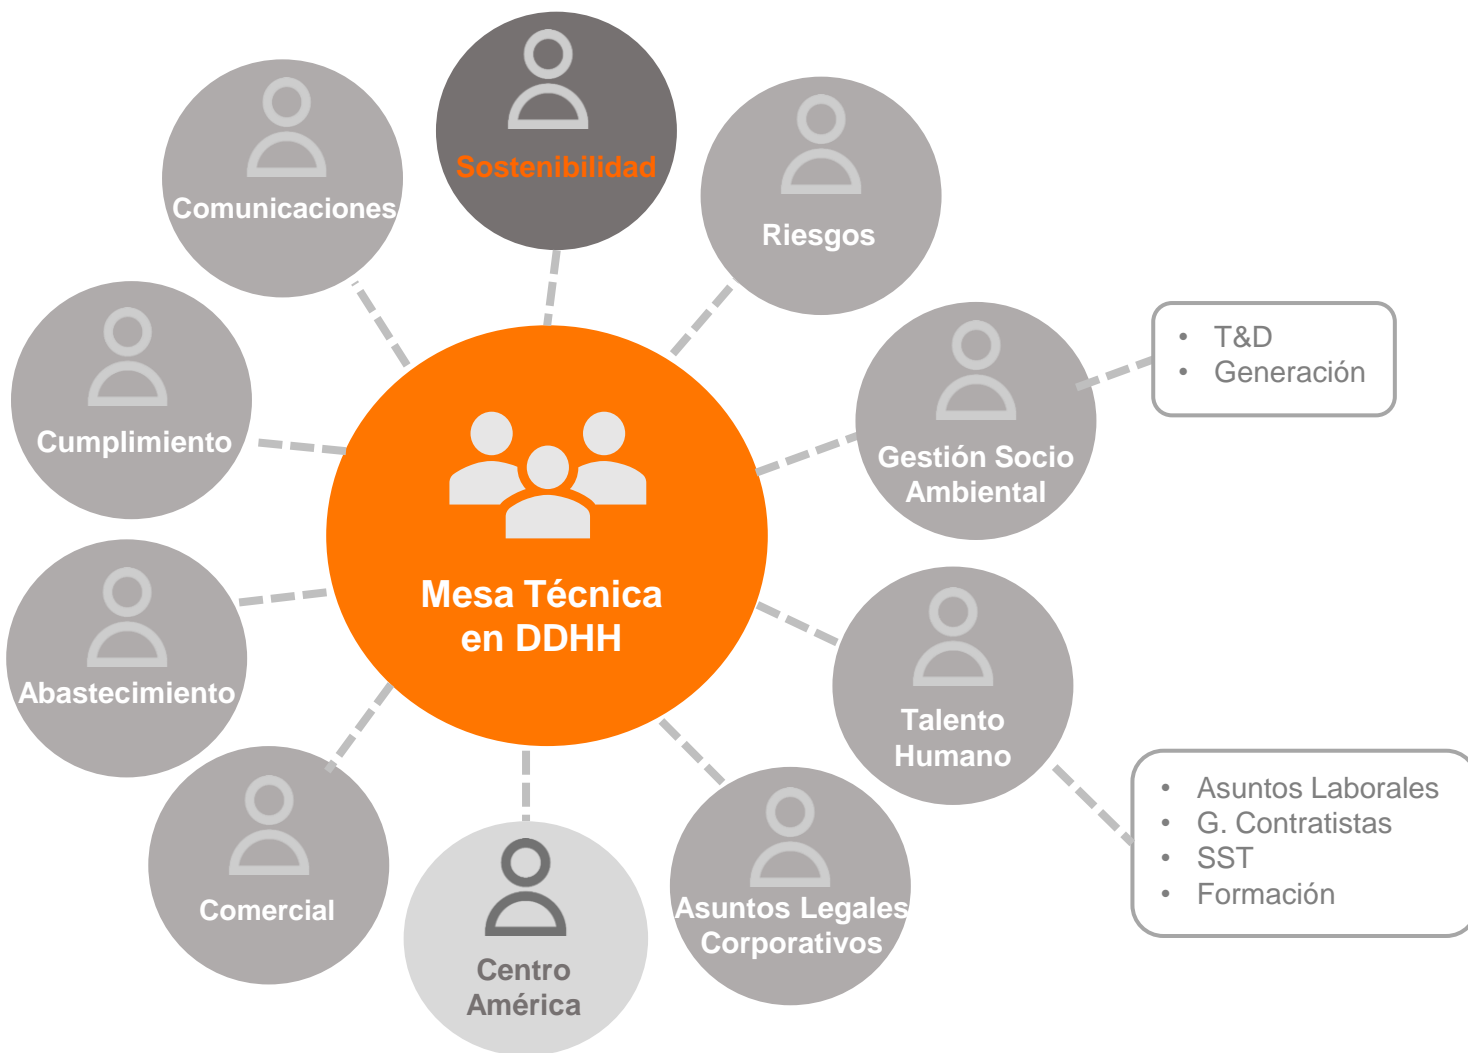 Sostenibilidad
Comunicaciones
Riesgos
• T&D
• Generación
Cumplimiento
Gestión Socio
Ambiental
Mesa Técnica
en DDHH
Abastecimiento
Talento
Humano
• Asuntos Laborales
• G. Contratistas
• SST
• Formación
Comercial
Asuntos Legales
Corporativos
Centro
América